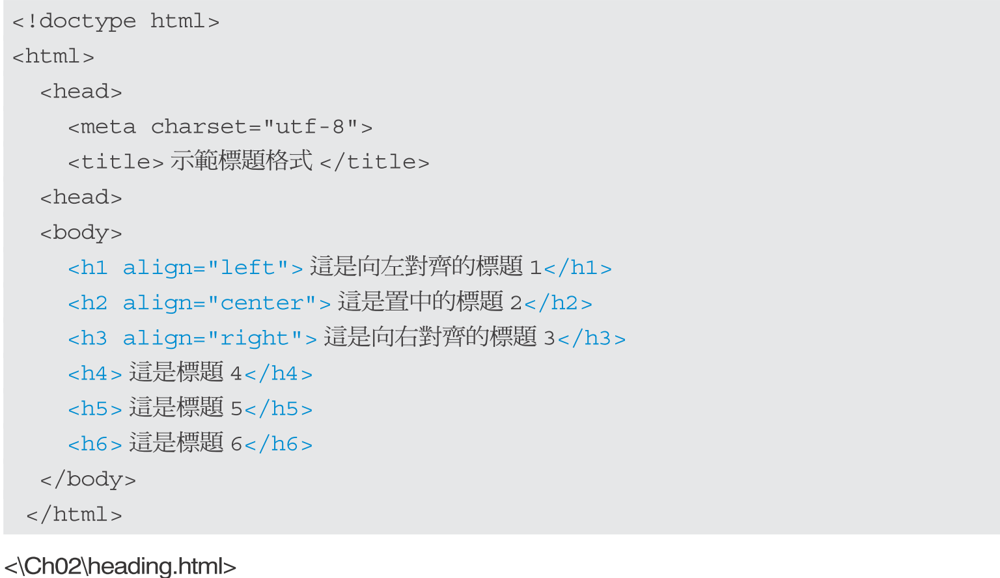 <!doctype html>
<html>
<head>
<meta charset="utf-8">
<title> 示範標題格式 </title>
<head>
<body>
<h1 align="left"> 這是向左對齊的標題 1</h1>
<h2 align="center"> 這是置中的標題 2</h2>
<h3 align="right"> 這是向右對齊的標題 3</h3>
<h4> 這是標題 4</h4>
<h5> 這是標題 5</h5>
<h6> 這是標題 6</h6>
</body>
</html>
<\Ch02\heading.html>